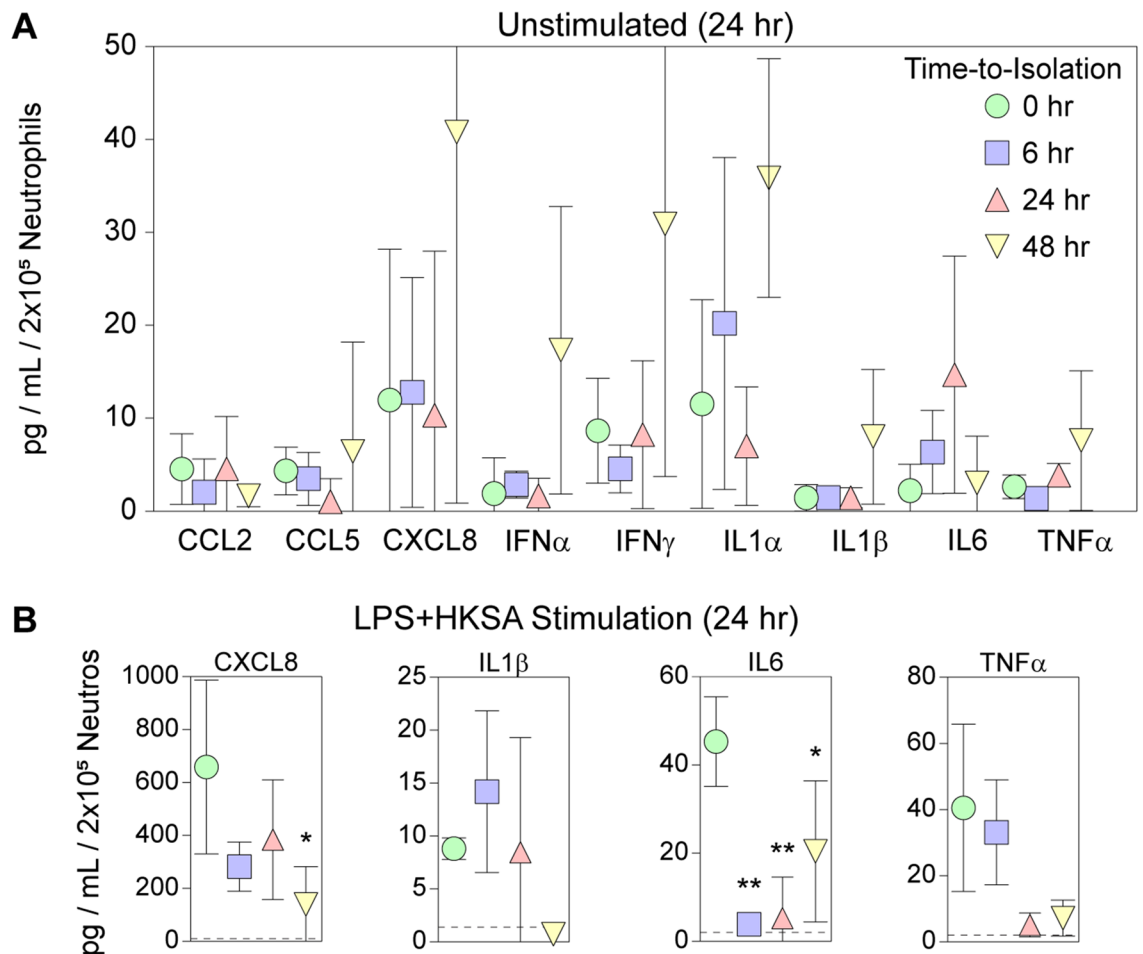 A
Unstimulated (24 hr)
pg / mL / 2x10⁵ Neutrophils
50
40
30
20
10
0
Time-to-Isolation
0 hr
6 hr
24 hr
48 hr
CCL2 CCL5 CXCL8 IFNα IFNγ IL1α IL1β IL6 TNFα
B
LPS+HKSA Stimulation (24 hr)
pg / mL / 2x10⁵ Neutros
CXCL8
1000
800
600
400
200
0
*
IL1β
25
20
15
10
5
0
IL6
60
40
20
0
**
**
*
TNFα
80
60
40
20
0